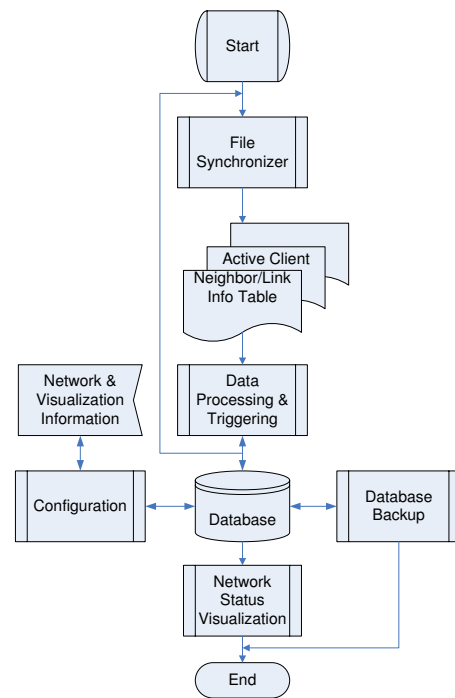 Start
File
Synchronizer
Active Client
Neighbor/Link
Info Table
Network &
Visualization
Information
Data
Processing &
Triggering
Configuration
Database
Database
Backup
Network
Status
Visualization
End